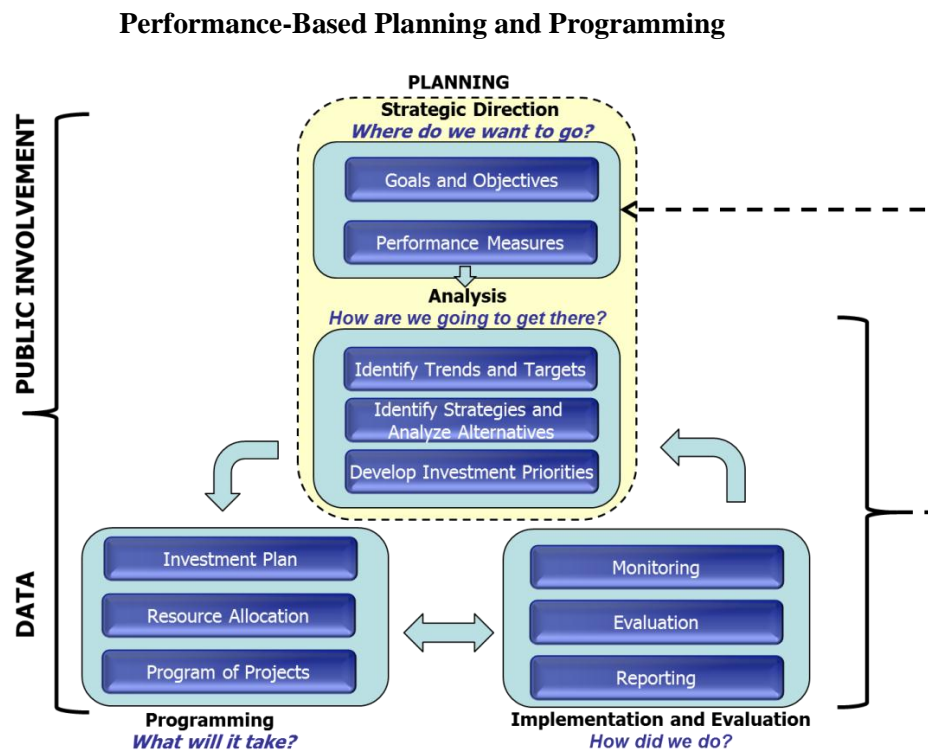 Performance-Based Planning and Programming
PLANNING
Strategic Direction
Where do we want to go?
Goals and Objectives
Performance Measures
Analysis
How are we going to get there?
Identify Trends and Targets
Identify Strategies and
Analyze Alternatives
Develop Investment Priorities
PUBLIC INVOLVEMENT
DATA
Investment Plan
Resource Allocation
Program of Projects
Programming
What will it take?
Monitoring
Evaluation
Reporting
Implementation and Evaluation
How did we do?